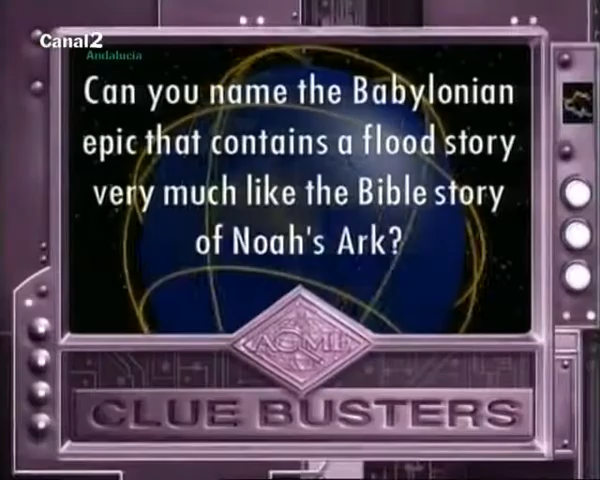 Canal2
Andalucía
Can you name the Babylonian
epic that contains a flood story
very much like the Bible story
of Noah's Ark?
ACME
CLUE BUSTERS